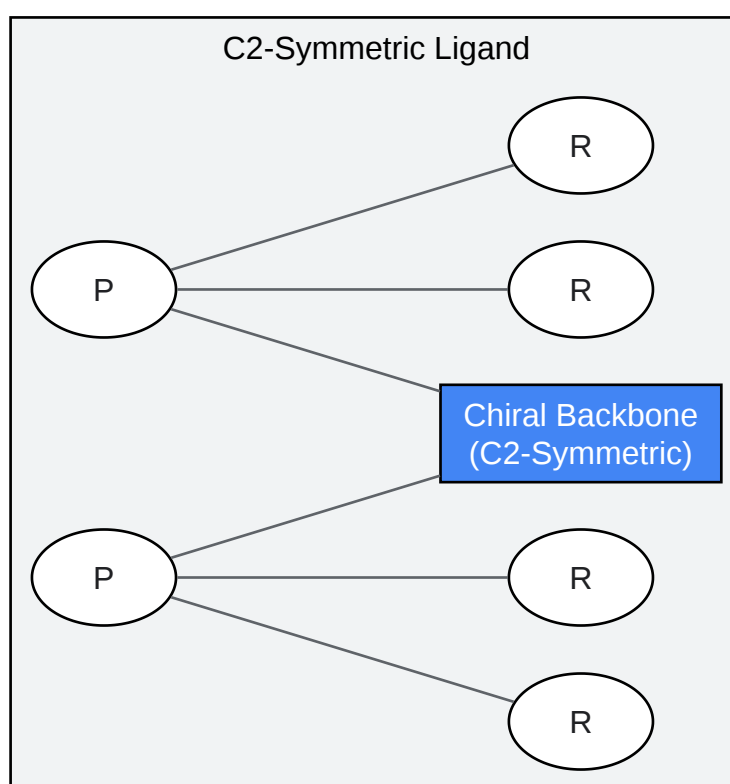 C2-Symmetric Ligand
R
P
R
Chiral Backbone
(C2-Symmetric)
P
R
R